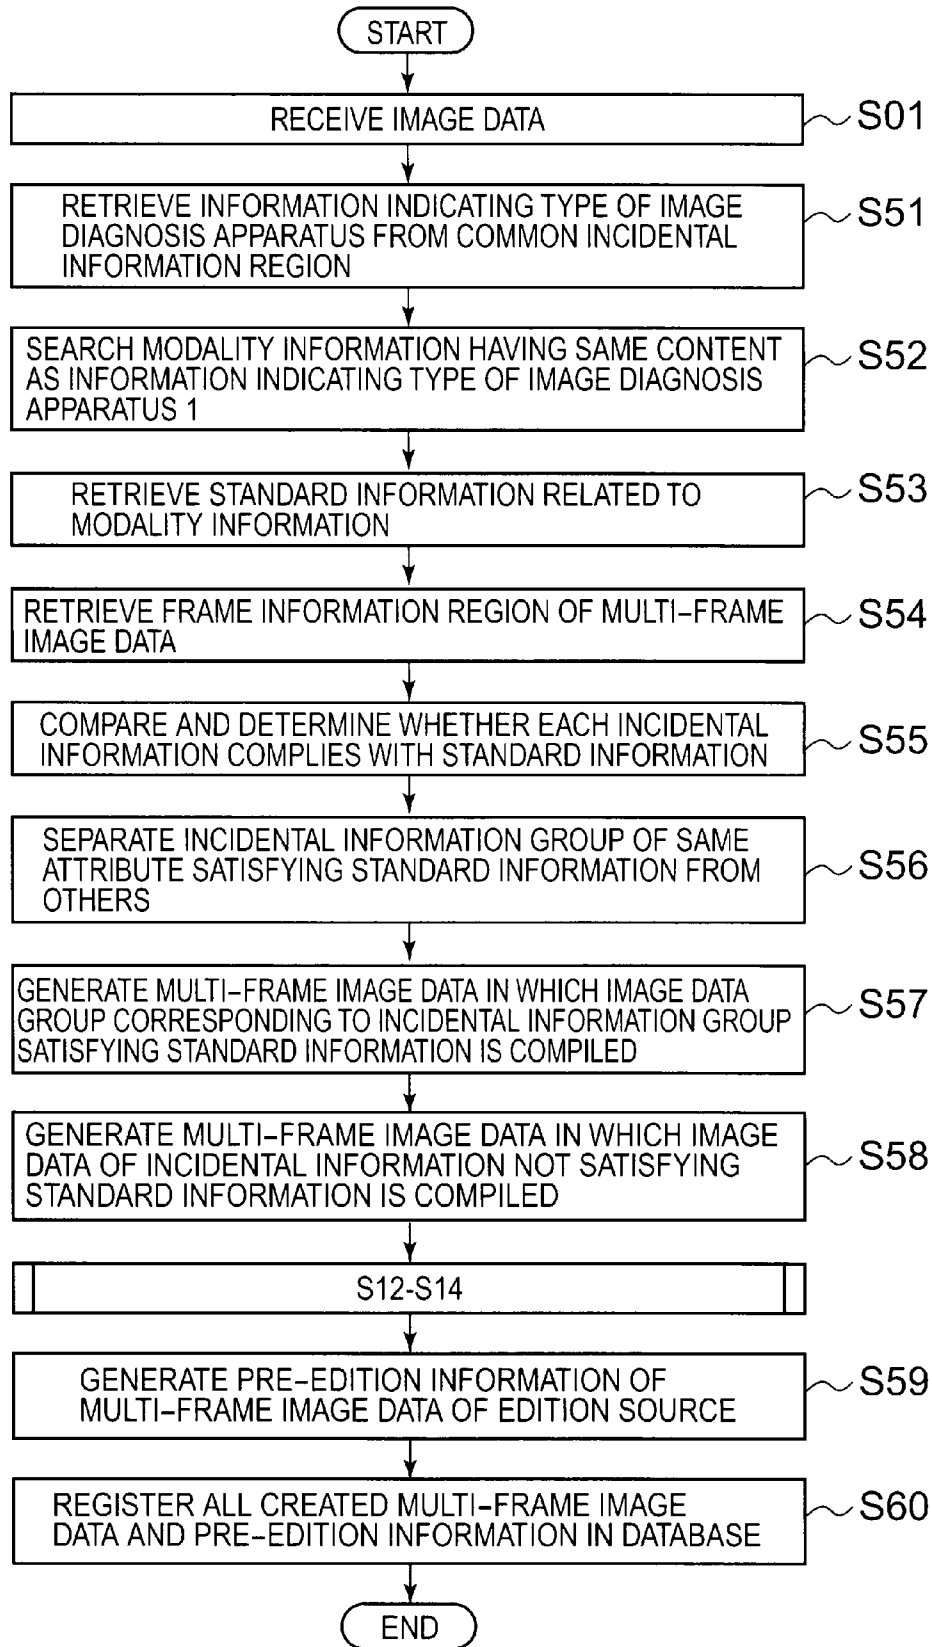 START
RECEIVE IMAGE DATA
S01
RETRIEVE INFORMATION INDICATING TYPE OF IMAGE
DIAGNOSIS APPARATUS FROM COMMON INCIDENTAL
INFORMATION REGION
S51
SEARCH MODALITY INFORMATION HAVING SAME CONTENT
AS INFORMATION INDICATING TYPE OF IMAGE DIAGNOSIS
APPARATUS 1
S52
RETRIEVE STANDARD INFORMATION RELATED TO
MODALITY INFORMATION
S53
RETRIEVE FRAME INFORMATION REGION OF MULTI-FRAME
IMAGE DATA
S54
COMPARE AND DETERMINE WHETHER EACH INCIDENTAL
INFORMATION COMPLIES WITH STANDARD INFORMATION
S55
SEPARATE INCIDENTAL INFORMATION GROUP OF SAME
ATTRIBUTE SATISFYING STANDARD INFORMATION FROM
OTHERS
S56
GENERATE MULTI-FRAME IMAGE DATA IN WHICH IMAGE DATA
GROUP CORRESPONDING TO INCIDENTAL INFORMATION GROUP
SATISFYING STANDARD INFORMATION IS COMPILED
S57
GENERATE MULTI-FRAME IMAGE DATA IN WHICH IMAGE
DATA OF INCIDENTAL INFORMATION NOT SATISFYING
STANDARD INFORMATION IS COMPILED
S58
S12-S14
GENERATE PRE-EDITION INFORMATION OF
MULTI-FRAME IMAGE DATA OF EDITION SOURCE
S59
REGISTER ALL CREATED MULTI-FRAME IMAGE
DATA AND PRE-EDITION INFORMATION IN DATABASE
S60
END